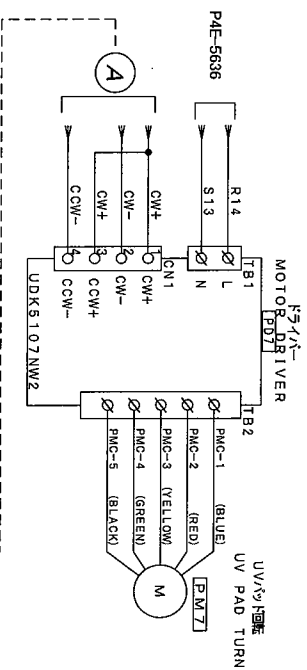 P4E-5636
R14
S13
A
CW+
CW-
CW+
CCW-
ドライバー
MOTOR DRIVER
PD7
TB1
L
N
CN1
1
2
3
4
CW+
CW-
CCW+
CCW-
UDK5107NW2
TB2
PMC-1
PMC-2
PMC-3
PMC-4
PMC-5
(BLUE)
(RED)
(YELLOW)
(GREEN)
(BLACK)
M
PM7
UVパッド回転
UV PAD TURN